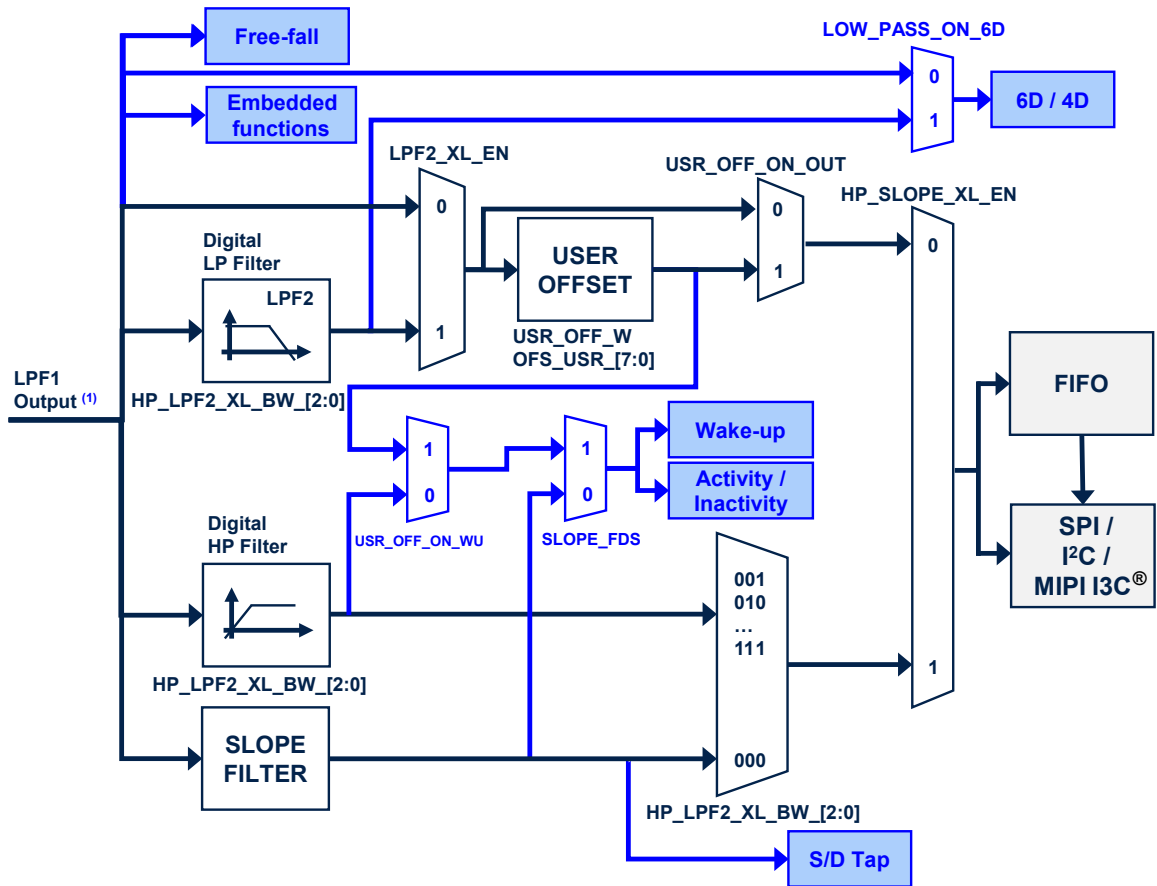 Free-fall
LOW_PASS_ON_6D
0
6D / 4D
1
Embedded
functions
LPF2_XL_EN
0
1
USR_OFF_ON_OUT
0
1
HP_SLOPE_XL_EN
0
1
Digital
LP Filter
LPF2
HP_LPF2_XL_BW_[2:0]
USER
OFFSET
USR_OFF_W
OFS_USR_[7:0]
LPF1
Output (1)
FIFO
SPI /
I²C /
MIPI I3C®
1
0
USR_OFF_ON_WU
1
0
SLOPE_FDS
Wake-up
Activity /
Inactivity
Digital
HP Filter
HP_LPF2_XL_BW_[2:0]
001
010
...
111
000
HP_LPF2_XL_BW_[2:0]
SLOPE
FILTER
S/D Tap